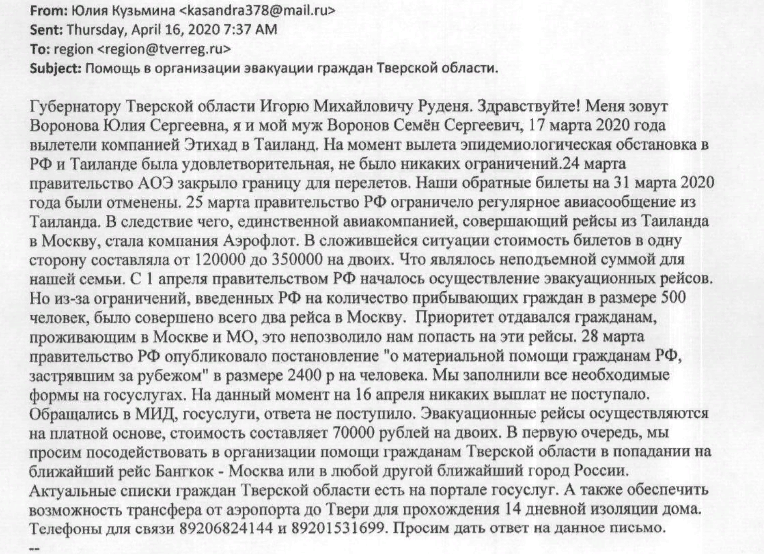 From: Юлия Кузьмина <kasandra378@mail.ru>
Sent: Thursday, April 16, 2020 7:37 AM
To: region <region@tverreg.ru>
Subject: Помощь в организации эвакуации граждан Тверской области.
Губернатору Тверской области Игорю Михайловичу Руденя. Здравствуйте! Меня зовут
Воронова Юлия Сергеевна, я и мой муж Воронов Семён Сергеевич, 17 марта 2020 года
вылетели компанией Этихад в Таиланд. На момент вылета эпидемиологическая обстановка в
РФ и Таиланде была удовлетворительная, не было никаких ограничений.24 марта
правительство АОЭ закрыло границу для перелетов. Наши обратные билеты на 31 марта 2020
года были отменены. 25 марта правительство РФ ограничело регулярное авиасообщение из
Таиланда. В следствие чего, единственной авиакомпанией, совершающий рейсы из Таиланда
в Москву, стала компания Аэрофлот. В сложившейся ситуации стоимость билетов в одну
сторону составляла от 120000 до 350000 на двоих. Что являлось неподъемной суммой для
нашей семьи. С 1 апреля правительством РФ началось осуществление эвакуационных рейсов.
Но из-за ограничений, введенных РФ на количество прибывающих граждан в размере 500
человек, было совершено всего два рейса в Москву. Приоритет отдавался гражданам,
проживающим в Москве и МО, это непозволило нам попасть на эти рейсы. 28 марта
правительство РФ опубликовало постановление "о материальной помощи гражданам РФ,
застрявшим за рубежом" в размере 2400 р на человека. Мы заполнили все необходимые
формы на госуслугах. На данный момент на 16 апреля никаких выплат не поступало.
Обращались в МИД, госуслуги, ответа не поступило. Эвакуационные рейсы осуществляются
на платной основе, стоимость составляет 70000 рублей на двоих. В первую очередь, мы
просим посодействовать в организации помощи гражданам Тверской области в попадании на
ближайший рейс Бангкок - Москва или в любой другой ближайший город России.
Актуальные списки граждан Тверской области есть на портале госуслуг. А также обеспечить
возможность трансфера от аэропорта до Твери для прохождения 14 дневной изоляции дома.
Телефоны для связи 89206824144 и 89201531699. Просим дать ответ на данное письмо.
--